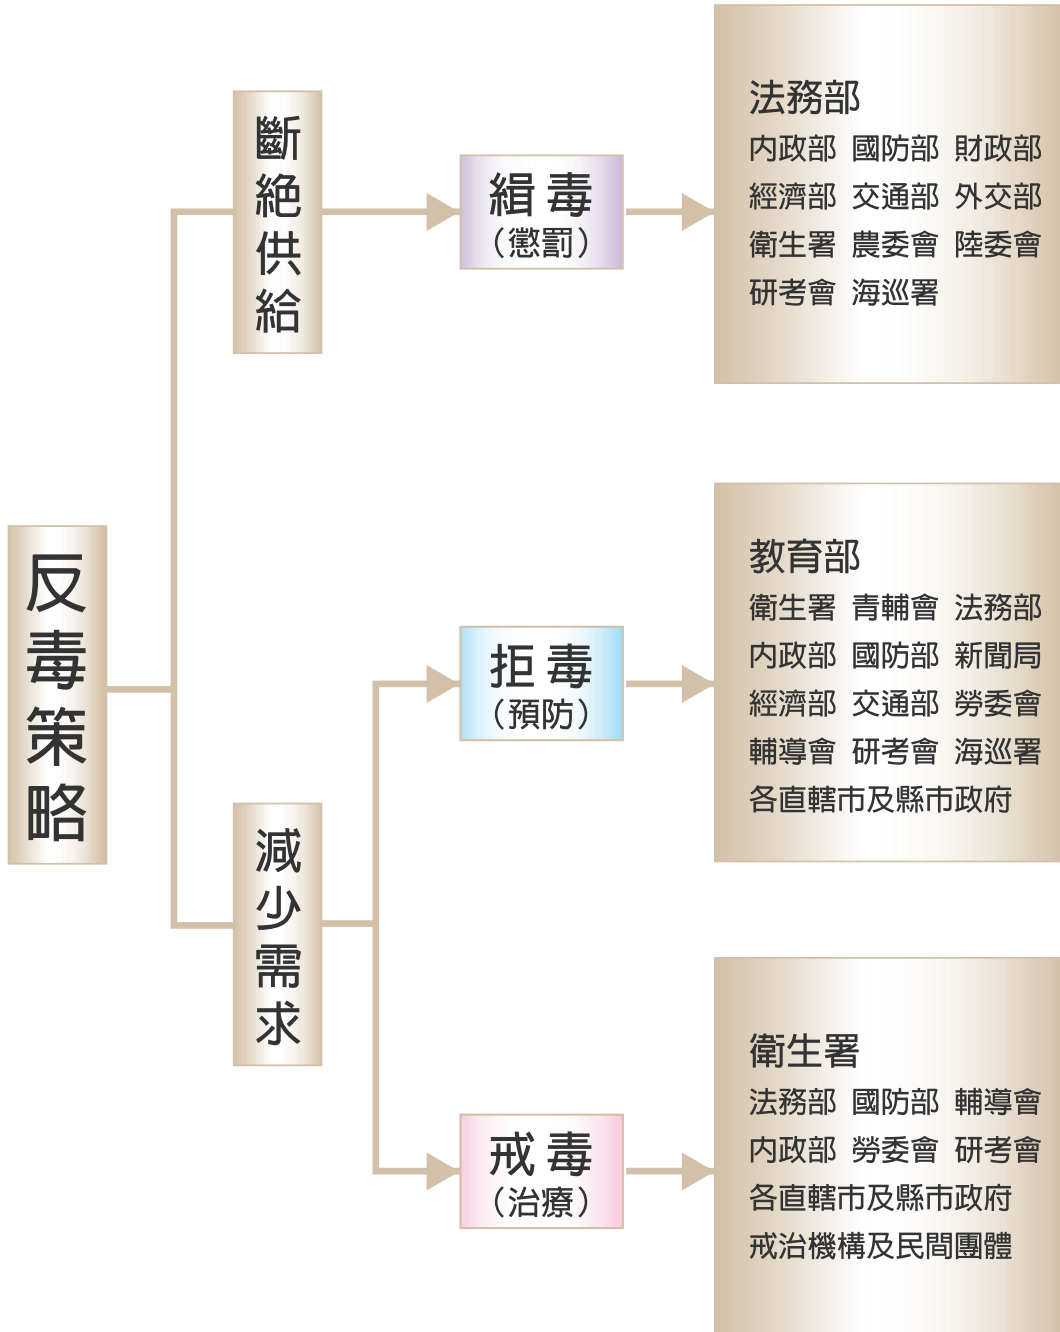 反毒策略
斷絕供給
緝毒
（懲罰）
法務部
內政部 國防部 財政部
經濟部 交通部 外交部
衛生署 農委會 陸委會
研考會 海巡署
減少需求
拒毒
（預防）
教育部
衛生署 青輔會 法務部
內政部 國防部 新聞局
經濟部 交通部 勞委會
輔導會 研考會 海巡署
各直轄市及縣市政府
戒毒
（治療）
衛生署
法務部 國防部 輔導會
內政部 勞委會 研考會
各直轄市及縣市政府
戒治機構及民間團體